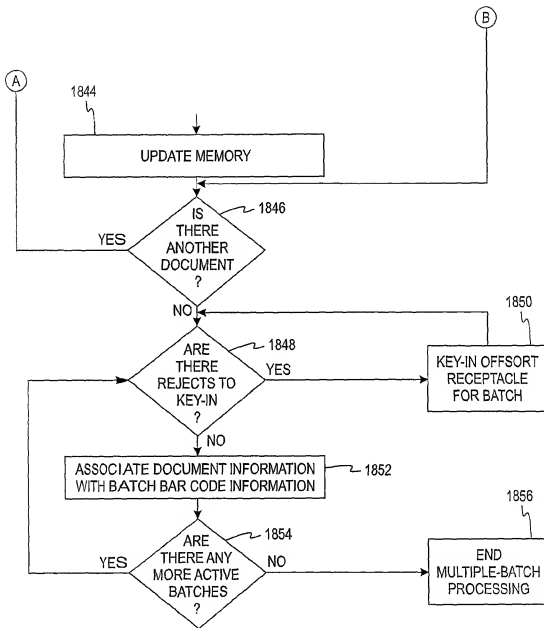 B
A
1844
UPDATE MEMORY
1846
IS
THERE
ANOTHER
DOCUMENT
?
YES
NO
1848
ARE
THERE
REJECTS TO
KEY-IN
?
YES
1850
KEY-IN OFFSORT
RECEPTACLE
FOR BATCH
NO
ASSOCIATE DOCUMENT INFORMATION
WITH BATCH BAR CODE INFORMATION
1852
1854
ARE
THERE ANY
MORE ACTIVE
BATCHES
?
YES
NO
1856
END
MULTIPLE-BATCH
PROCESSING